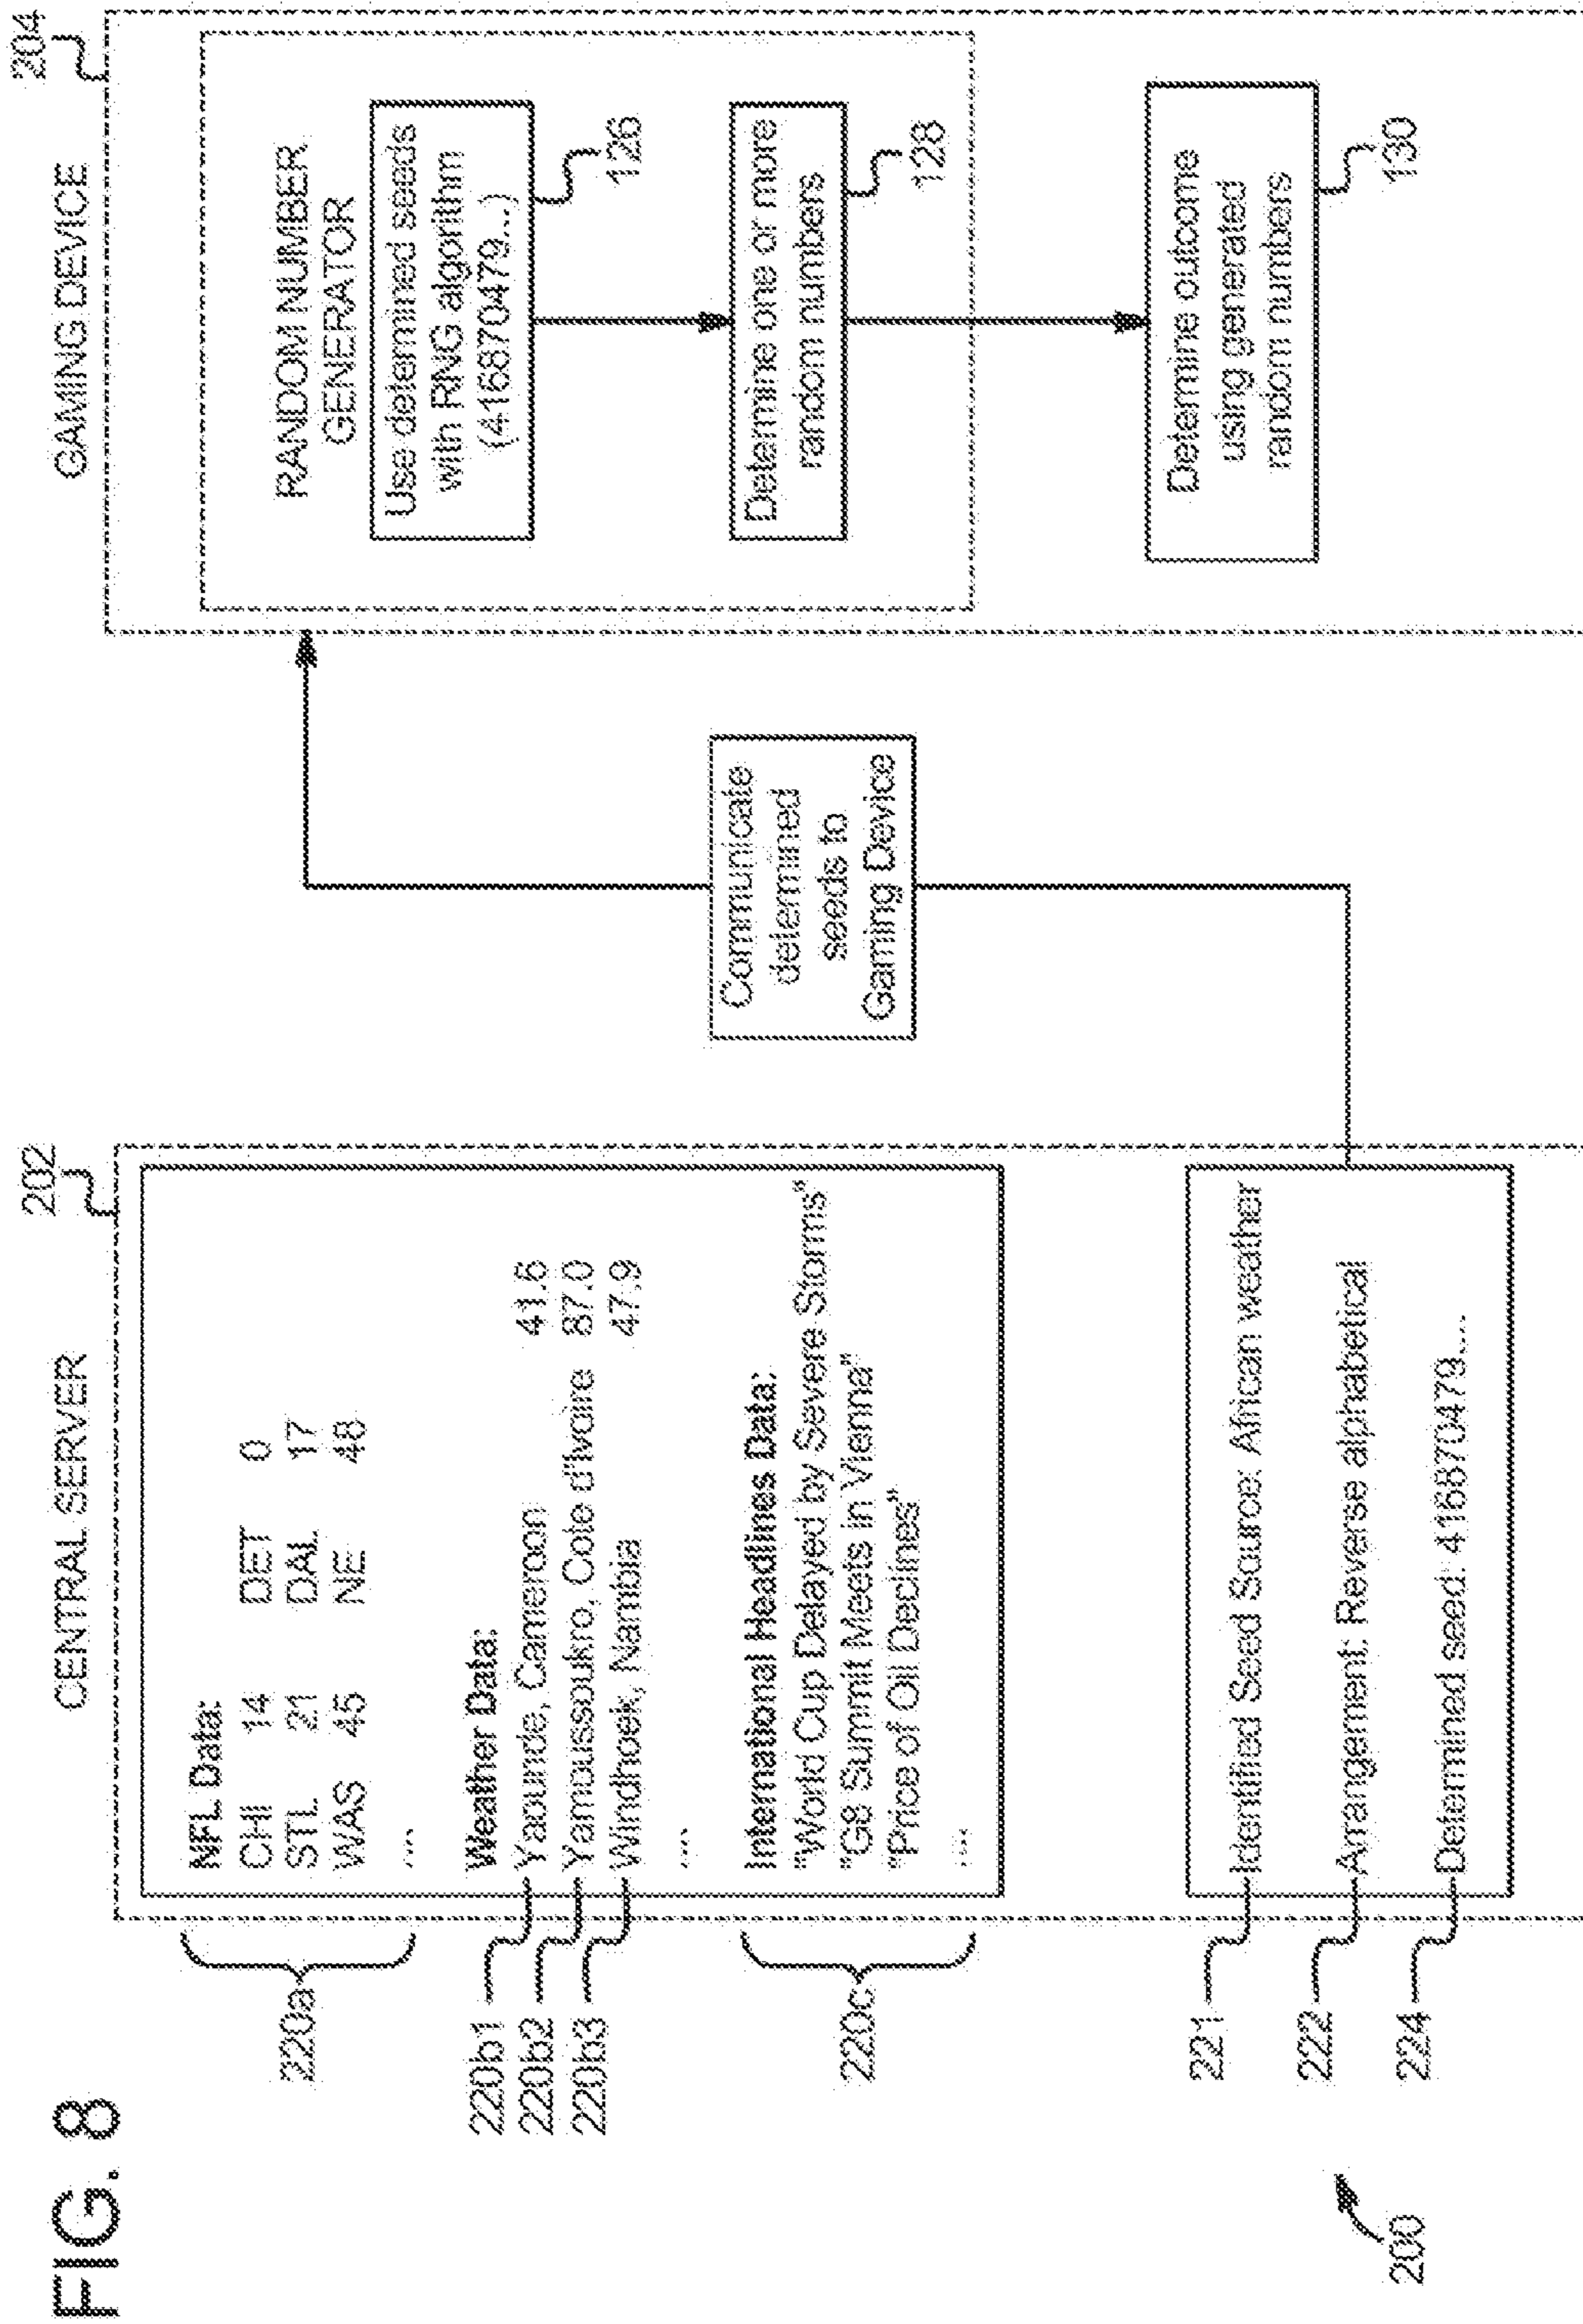 FIG. 8
CENTRAL SERVER
202
NFL Data:
CHI 14 DET 0
STL 21 DAL 17
WAS 45 NE 48
...
220a
Weather Data:
220b1 Yaounde, Cameroon 41.6
220b2 Yamoussoukro, Cote d'Ivoire 87.0
220b3 Windhoek, Namibia 47.9
...
International Headlines Data:
"World Cup Delayed by Severe Storms"
"G8 Summit Meets in Vienna"
"Price of Oil Declines"
...
220c
221 Identified Seed Source: African weather
222 Arrangement: Reverse alphabetical
224 Determined seed: 416870479....
200
Communicate
determined
seeds to
Gaming Device
GAMING DEVICE
204
RANDOM NUMBER
GENERATOR
Use determined seeds
with RNG algorithm
(416870479...)
126
Determine one or more
random numbers
128
Determine outcome
using generated
random numbers
130